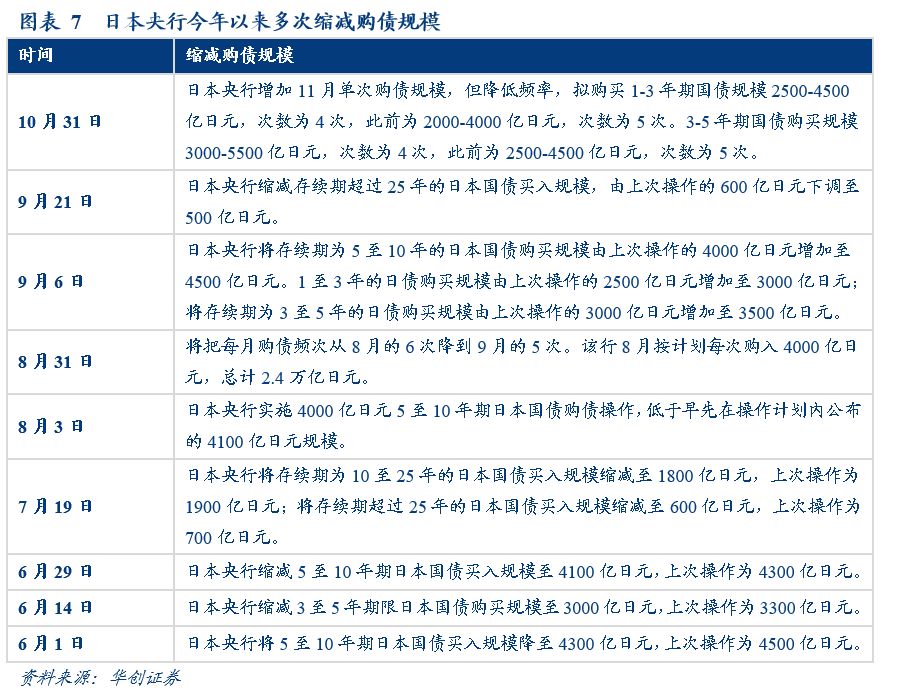 图表 7 日本央行今年以来多次缩减购债规模
时间 缩减购债规模
日本央行增加 11 月单次购债规模，但降低频率，拟购买 1-3 年期国债规模 2500-4500
10 月 31 日
亿日元，次数为 4 次，此前为 2000-4000 亿日元，次数为 5 次。3-5 年期国债购买规模
3000-5500 亿日元，次数为 4 次，此前为 2500-4500 亿日元，次数为 5 次。
9 月 21 日
日本央行缩减存续期超过 25 年的日本国债买入规模，由上次操作的 600 亿日元下调至
500 亿日元。
日本央行将存续期为 5 至 10 年的日本国债购买规模由上次操作的 4000 亿日元增加至
9 月 6 日
4500 亿日元。1 至 3 年的日债购买规模由上次操作的 2500 亿日元增加至 3000 亿日元；
将存续期为 3 至 5 年的日债购买规模由上次操作的 3000 亿日元增加至 3500 亿日元。
8 月 31 日
将把每月购债频次从 8 月的 6 次降到 9 月的 5 次。该行 8 月按计划每次购入 4000 亿日
元，总计 2.4 万亿日元。
8 月 3 日
日本央行实施 4000 亿日元 5 至 10 年期日本国债购债操作，低于早先在操作计划内公布
的 4100 亿日元规模。
日本央行将存续期为 10 至 25 年的日本国债买入规模缩减至 1800 亿日元，上次操作为
7 月 19 日
1900 亿日元；将存续期超过 25 年的日本国债买入规模缩减至 600 亿日元，上次操作为
700 亿日元。
6 月 29 日 日本央行缩减 5 至 10 年期日本国债买入规模至 4100 亿日元，上次操作为 4300 亿日元。
6 月 14 日 日本央行缩减 3 至 5 年期限日本国债购买规模至 3000 亿日元，上次操作为 3300 亿日元。
6 月 1 日 日本央行将 5 至 10 年期日本国债买入规模降至 4300 亿日元，上次操作为 4500 亿日元。
资料来源：华创证券